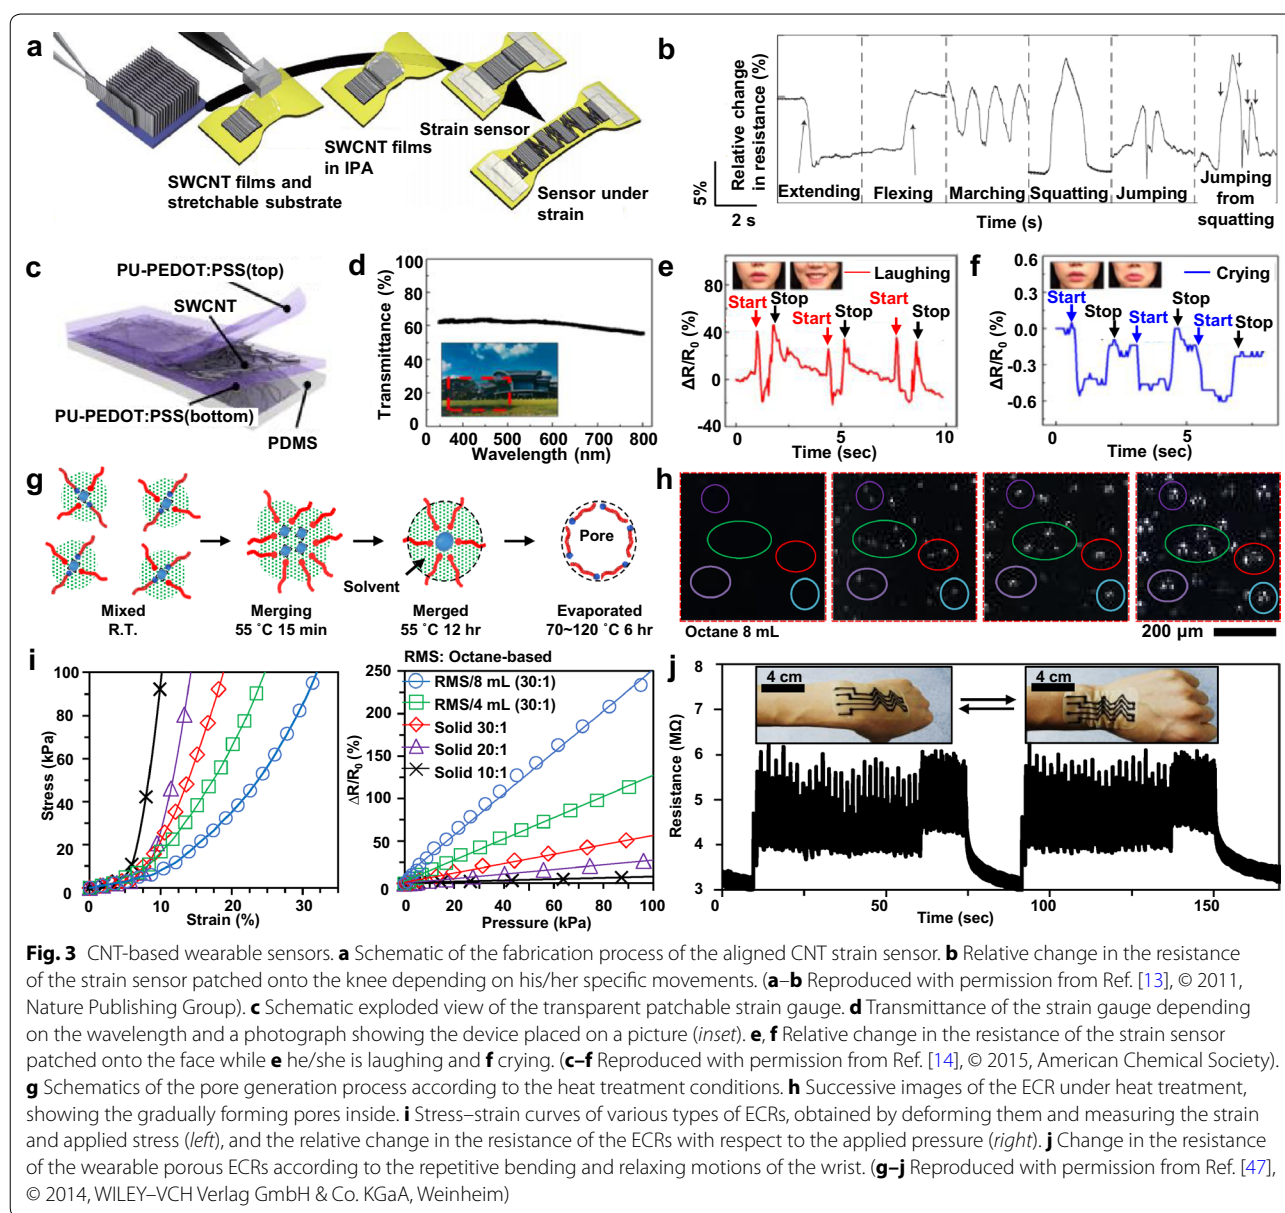 a
SWCNT films and
stretchable substrate
SWCNT films
in IPA
Strain sensor
Sensor under
strain
b
Relative change
in resistance (%)
5%
2 s
Extending
Flexing
Marching
Squatting
Jumping
Jumping
from
squatting
Time (s)
c
PU-PEDOT:PSS(top)
SWCNT
PU-PEDOT:PSS(bottom)
PDMS
d
Transmittance (%)
100
80
60
40
20
0
400 500 600 700 800
Wavelength (nm)
e
Laughing
ΔR/R0 (%)
80
40
0
-40
Start
Stop
Start
Stop
Start
Stop
0 5 10
Time (sec)
f
Crying
ΔR/R0 (%)
0.6
0.3
0.0
-0.3
-0.6
Start
Stop
Start
Stop
Start
Stop
0 5
Time (sec)
g
Solvent
Pore
Mixed
R.T.
Merging
55 ˚C 15 min
Merged
55 ˚C 12 hr
Evaporated
70~120 ˚C 6 hr
h
Octane 8 mL
200 µm
i
Stress (kPa)
100
80
60
40
20
0
0 10 20 30
Strain (%)
RMS: Octane-based
RMS/8 mL (30:1)
RMS/4 mL (30:1)
Solid 30:1
Solid 20:1
Solid 10:1
ΔR/R0 (%)
250
200
150
100
50
0
0 20 40 60 80 100
Pressure (kPa)
j
4 cm
4 cm
Resistance (MΩ)
8
7
6
5
4
3
0 50 100 150
Time (sec)
Fig. 3 CNT-based wearable sensors. a Schematic of the fabrication process of the aligned CNT strain sensor. b Relative change in the resistance
of the strain sensor patched onto the knee depending on his/her specific movements. (a–b Reproduced with permission from Ref. [13], © 2011,
Nature Publishing Group). c Schematic exploded view of the transparent patchable strain gauge. d Transmittance of the strain gauge depending
on the wavelength and a photograph showing the device placed on a picture (inset). e, f Relative change in the resistance of the strain sensor
patched onto the face while e he/she is laughing and f crying. (c–f Reproduced with permission from Ref. [14], © 2015, American Chemical Society).
g Schematics of the pore generation process according to the heat treatment conditions. h Successive images of the ECR under heat treatment,
showing the gradually forming pores inside. i Stress–strain curves of various types of ECRs, obtained by deforming them and measuring the strain
and applied stress (left), and the relative change in the resistance of the ECRs with respect to the applied pressure (right). j Change in the resistance
of the wearable porous ECRs according to the repetitive bending and relaxing motions of the wrist. (g–j Reproduced with permission from Ref. [47],
© 2014, WILEY–VCH Verlag GmbH & Co. KGaA, Weinheim)